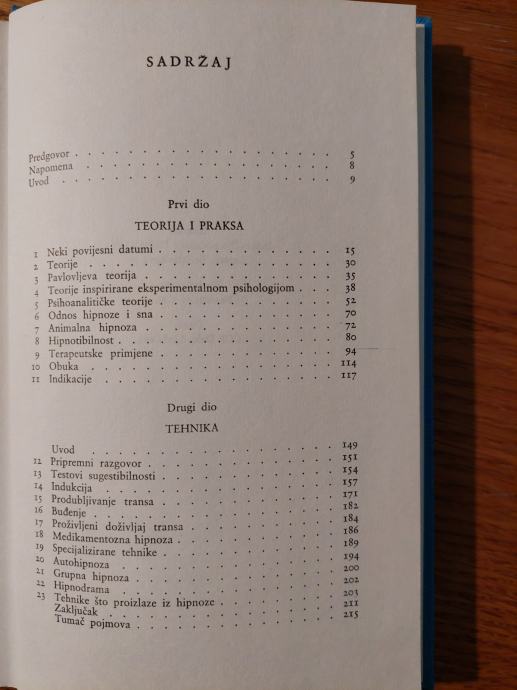 SADRŽAJ
Predgovor . . . . . . . . . . . . . . . . . . 5
Napomena . . . . . . . . . . . . . . . . . . 8
Uvod . . . . . . . . . . . . . . . . . . 9
Prvi dio
TEORIJA I PRAKSA
1 Neki povijesni datumi . . . . . . . . . . . . 15
2 Teorije . . . . . . . . . . . . . . . . 30
3 Pavlovljeva teorija . . . . . . . . . . . . . 35
4 Teorije inspirirane eksperimentalnom psihologijom . . . 38
5 Psihoanalitičke teorije . . . . . . . . . . . . 52
6 Odnos hipnoze i sna . . . . . . . . . . . . 70
7 Animalna hipnoza . . . . . . . . . . . . . 72
8 Hipnotibilnost . . . . . . . . . . . . . . 80
9 Terapeutske primjene . . . . . . . . . . . . 94
10 Obuka . . . . . . . . . . . . . . . . 114
11 Indikacije . . . . . . . . . . . . . . . 117
Drugi dio
TEHNIKA
Uvod . . . . . . . . . . . . . . . . 149
12 Pripremni razgovor . . . . . . . . . . . . . 151
13 Testovi sugestibilnosti . . . . . . . . . . . . 154
14 Indukcija . . . . . . . . . . . . . . . 157
15 Produbljivanje transa . . . . . . . . . . . . 171
16 Buđenje . . . . . . . . . . . . . . . 182
17 Proživljeni doživljaj transa . . . . . . . . . . 184
18 Medikamentozna hipnoza . . . . . . . . . . . 186
19 Specijalizirane tehnike . . . . . . . . . . . . 189
20 Autohipnoza . . . . . . . . . . . . . . 194
21 Grupna hipnoza . . . . . . . . . . . . . 200
22 Hipnodrama . . . . . . . . . . . . . . 202
23 Tehnike što proizlaze iz hipnoze . . . . . . . . 203
Zaključak . . . . . . . . . . . . . . . 211
Tumač pojmova . . . . . . . . . . . . . 215